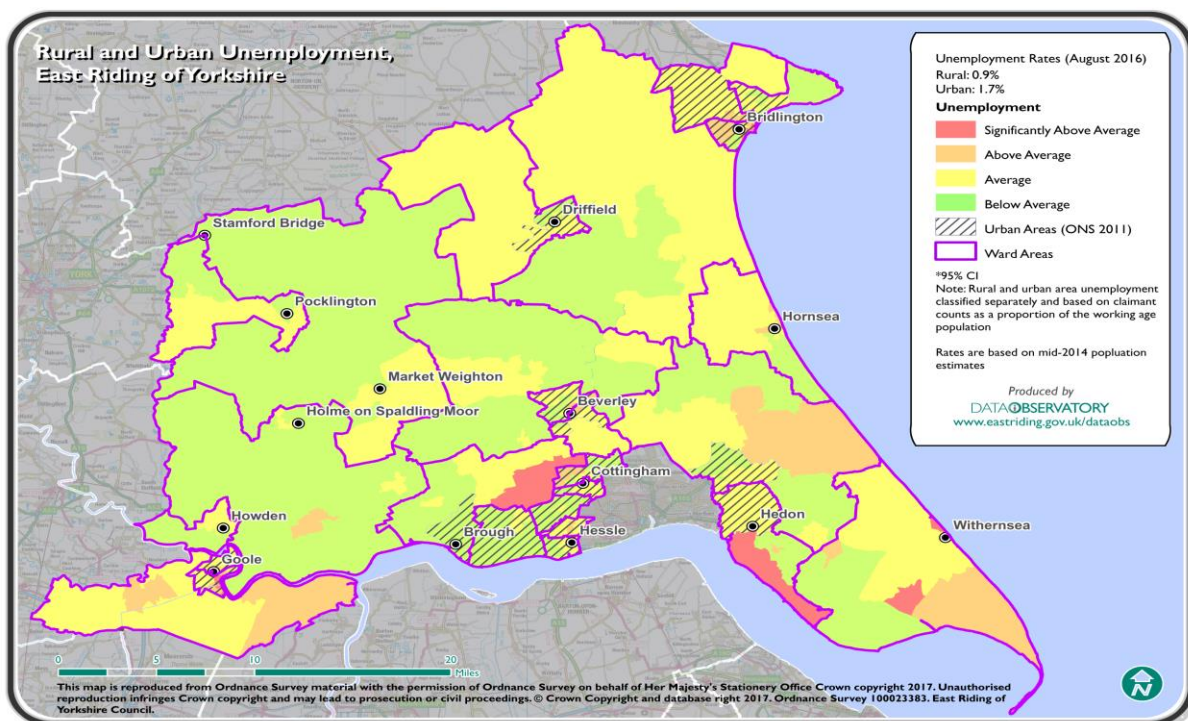 Rural and Urban Unemployment,
East Riding of Yorkshire
Unemployment Rates (August 2016)
Rural: 0.9%
Urban: 1.7%
Unemployment
Significantly Above Average
Above Average
Average
Below Average
Urban Areas (ONS 2011)
Ward Areas
*95% CI
Note: Rural and urban area unemployment
classified separately and based on claimant
counts as a proportion of the working age
population
Rates are based on mid-2014 popluation
estimates
Produced by
DATA OBSERVATORY
www.eastriding.gov.uk/dataobs
Bridlington
Driffield
Stamford Bridge
Pocklington
Hornsea
Market Weighton
Beverley
Holme on Spaldling Moor
Cottingham
Howden
Brough
Hessle
Hedon
Withernsea
Goole
0 5 10 20
Miles
N
This map is reproduced from Ordnance Survey material with the permission of Ordnance Survey on behalf of Her Majesty's Stationery Office Crown copyright 2017. Unauthorised
reproduction infringes Crown copyright and may lead to prosecution or civil proceedings. © Crown Copyright and database right 2017. Ordnance Survey 100023383. East Riding of
Yorkshire Council.